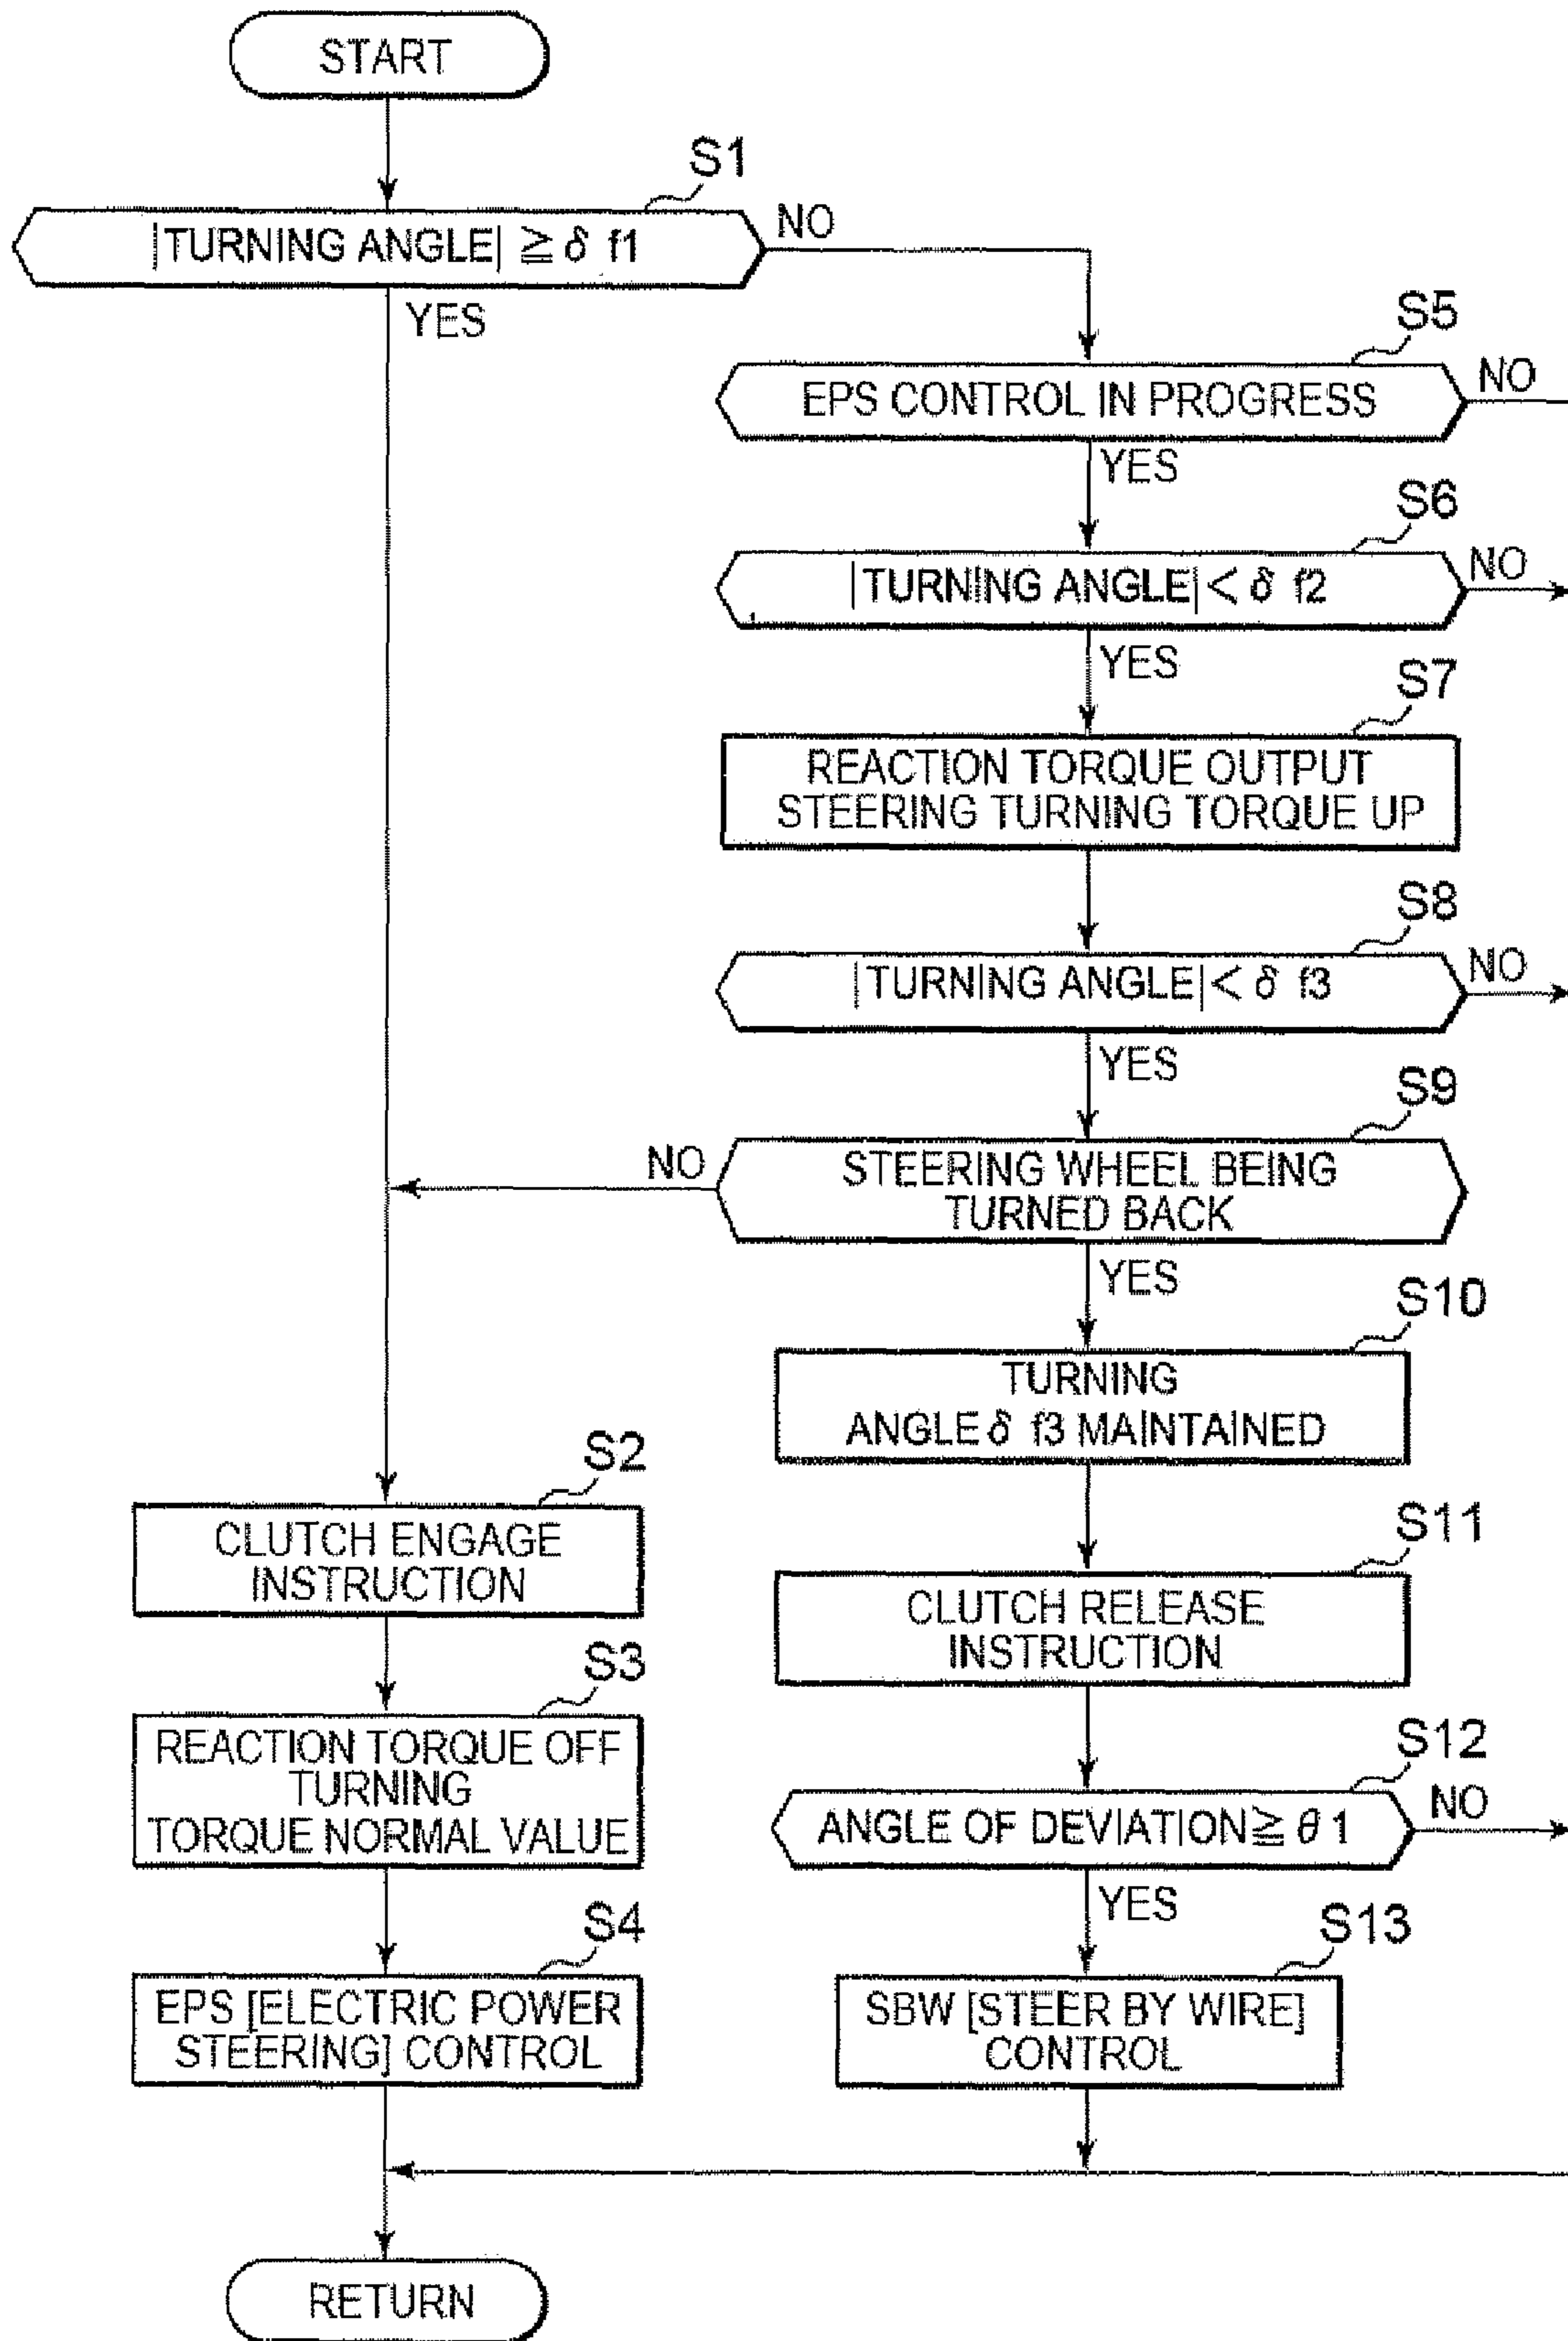 START
S1
|TURNING ANGLE| ≧ δ f1
NO
YES
S5
EPS CONTROL IN PROGRESS
NO
YES
S6
|TURNING ANGLE| < δ f2
NO
YES
S7
REACTION TORQUE OUTPUT
STEERING TURNING TORQUE UP
S8
|TURNING ANGLE| < δ f3
NO
YES
S9
STEERING WHEEL BEING
TURNED BACK
NO
YES
S10
TURNING
ANGLE δ f3 MAINTAINED
S2
CLUTCH ENGAGE
INSTRUCTION
S11
CLUTCH RELEASE
INSTRUCTION
S3
REACTION TORQUE OFF
TURNING
TORQUE NORMAL VALUE
S12
ANGLE OF DEVIATION ≧ θ 1
NO
YES
S4
EPS [ELECTRIC POWER
STEERING] CONTROL
S13
SBW [STEER BY WIRE]
CONTROL
RETURN